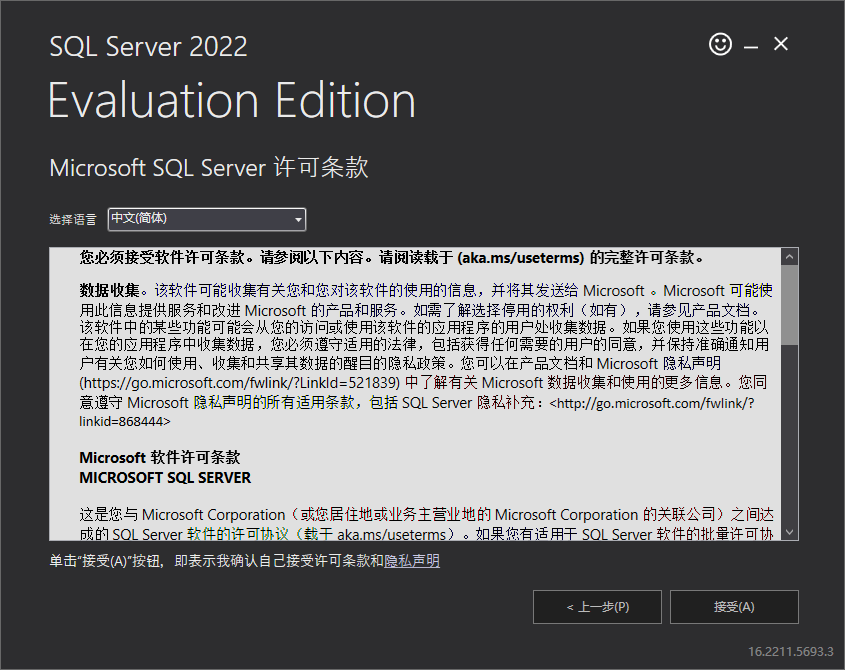 SQL Server 2022
Evaluation Edition
Microsoft SQL Server 许可条款
选择语言 中文(简体)
您必须接受软件许可条款。请参阅以下内容。请阅读载于 (aka.ms/useterms) 的完整许可条款。
数据收集。该软件可能收集有关您和您对该软件的使用的信息，并将其发送给 Microsoft 。Microsoft 可能使
用此信息提供服务和改进 Microsoft 的产品和服务。如需了解选择停用的权利（如有），请参见产品文档。
该软件中的某些功能可能会从您的访问或使用该软件的应用程序的用户处收集数据。如果您使用这些功能以
在您的应用程序中收集数据，您必须遵守适用的法律，包括获得任何需要的用户的同意，并保持准确通知用
户有关您如何使用、收集和共享其数据的醒目的隐私政策。您可以在产品文档和 Microsoft 隐私声明
(https://go.microsoft.com/fwlink/?LinkId=521839) 中了解有关 Microsoft 数据收集和使用的更多信息。您同
意遵守 Microsoft 隐私声明的所有适用条款，包括 SQL Server 隐私补充：<http://go.microsoft.com/fwlink/?
linkid=868444>
Microsoft 软件许可条款
MICROSOFT SQL SERVER
这是您与 Microsoft Corporation（或您居住地或业务主营业地的 Microsoft Corporation 的关联公司）之间达
成的 SQL Server 软件的许可协议（载于 aka.ms/useterms）。如果您有适用于 SQL Server 软件的批量许可协
单击“接受(A)”按钮，即表示我确认自己接受许可条款和隐私声明
< 上一步(P) 接受(A)
16.2211.5693.3